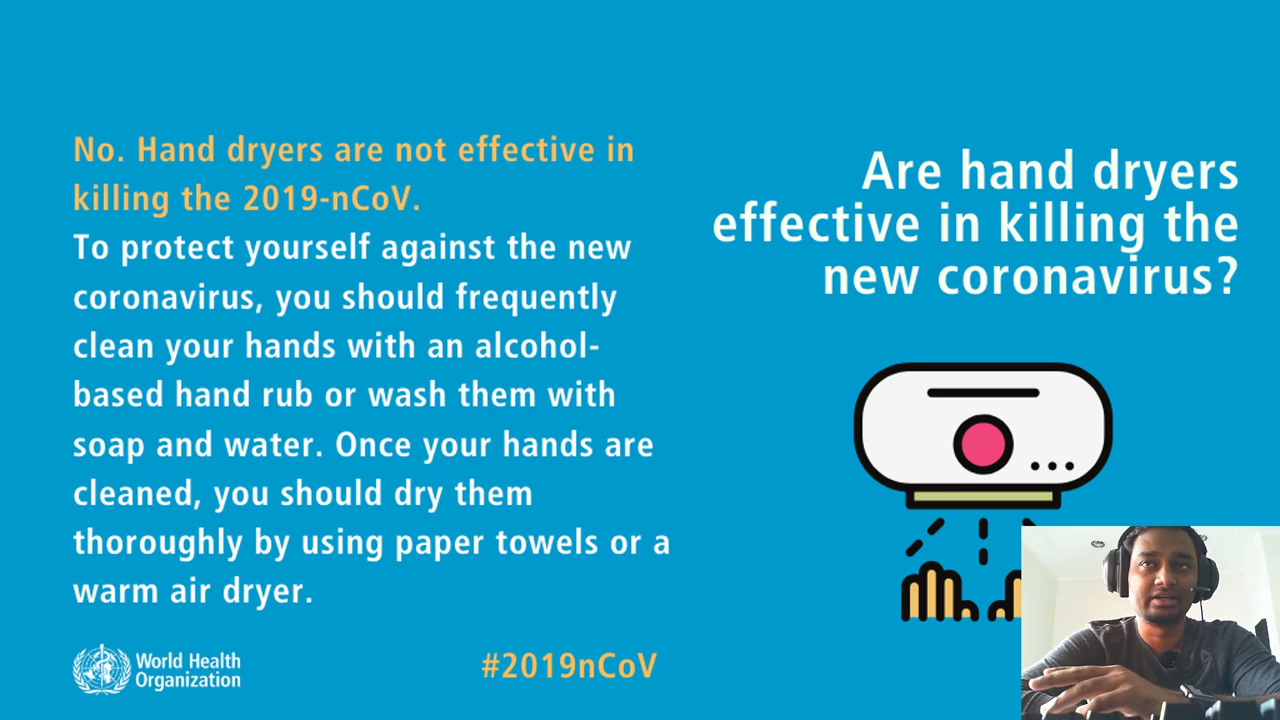 No. Hand dryers are not effective in
killing the 2019-nCoV.
To protect yourself against the new
coronavirus, you should frequently
clean your hands with an alcohol-
based hand rub or wash them with
soap and water. Once your hands are
cleaned, you should dry them
thoroughly by using paper towels or a
warm air dryer.
Are hand dryers
effective in killing the
new coronavirus?
World Health
Organization
#2019nCoV